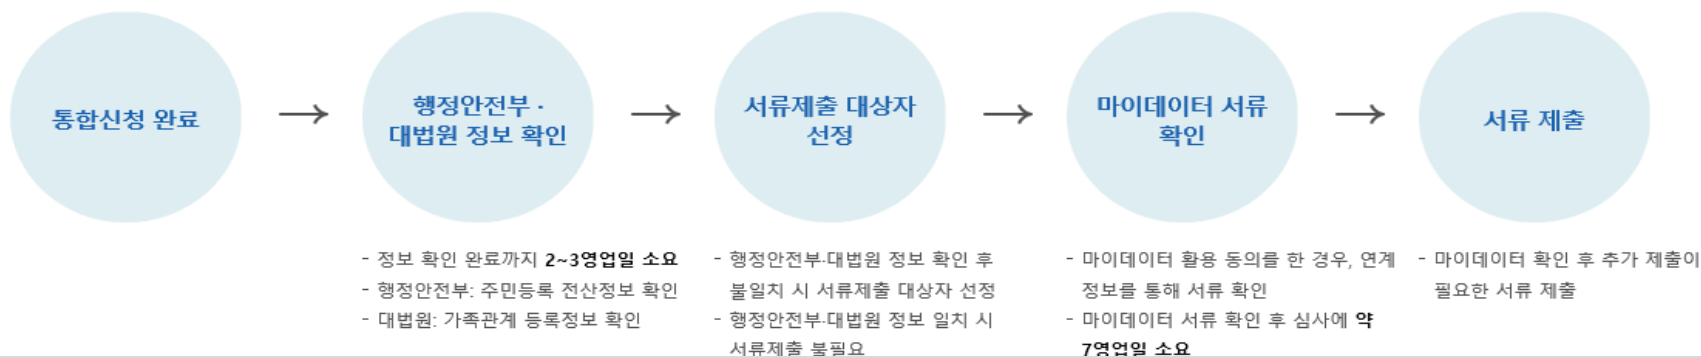 통합신청 완료
→
행정안전부 ·
대법원 정보 확인
- 정보 확인 완료까지 2~3영업일 소요
- 행정안전부: 주민등록 전산정보 확인
- 대법원: 가족관계 등록정보 확인
→
서류제출 대상자
선정
- 행정안전부·대법원 정보 확인 후
불일치 시 서류제출 대상자 선정
- 행정안전부·대법원 정보 일치 시
서류제출 불필요
→
마이데이터 서류
확인
- 마이데이터 활용 동의를 한 경우, 연계
정보를 통해 서류 확인
- 마이데이터 서류 확인 후 심사에 약
7영업일 소요
→
서류 제출
- 마이데이터 확인 후 추가 제출이
필요한 서류 제출